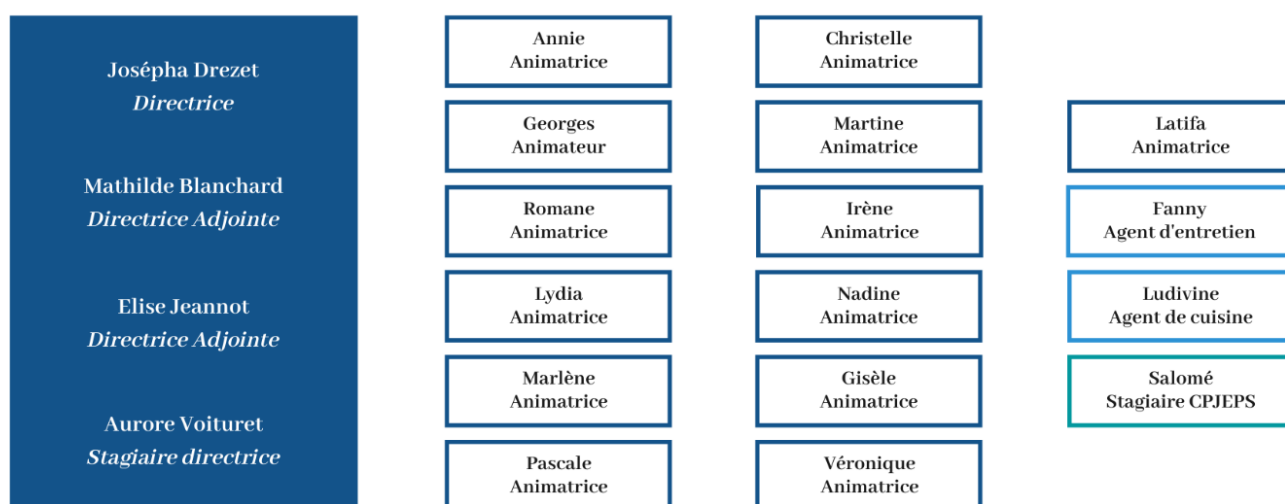 Josépha Drezet
Directrice
Mathilde Blanchard
Directrice Adjointe
Elise Jeannot
Directrice Adjointe
Aurore Voituret
Stagiaire directrice
Annie
Animatrice
Georges
Animateur
Romane
Animatrice
Lydia
Animatrice
Marlène
Animatrice
Pascale
Animatrice
Christelle
Animatrice
Martine
Animatrice
Irène
Animatrice
Nadine
Animatrice
Gisèle
Animatrice
Véronique
Animatrice
Latifa
Animatrice
Fanny
Agent d'entretien
Ludivine
Agent de cuisine
Salomé
Stagiaire CPJEPS